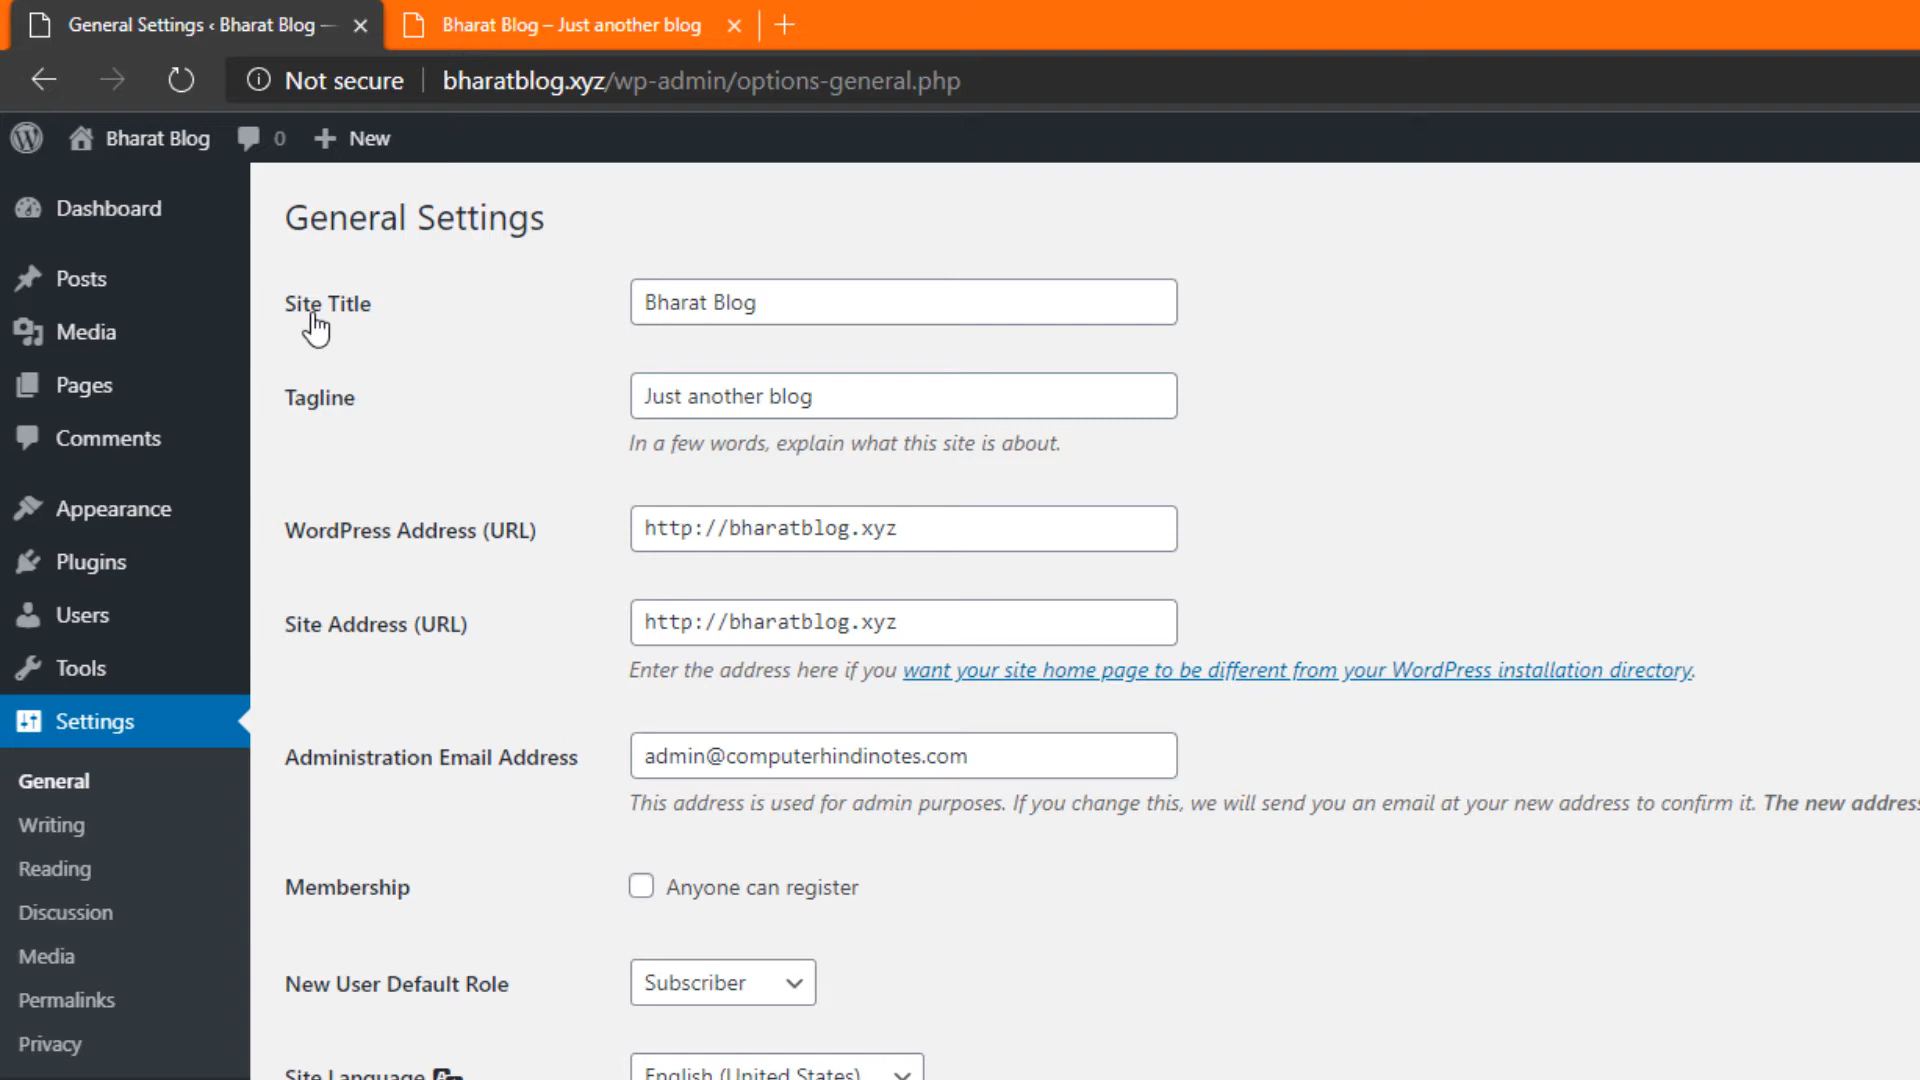 General Settings ‹ Bharat Blog —
Bharat Blog – Just another blog
Not secure
bharatblog.xyz/wp-admin/options-general.php
Bharat Blog
0
New
Dashboard
Posts
Media
Pages
Comments
Appearance
Plugins
Users
Tools
Settings
General
Writing
Reading
Discussion
Media
Permalinks
Privacy
General Settings
Site Title
Bharat Blog
Tagline
Just another blog
In a few words, explain what this site is about.
WordPress Address (URL)
http://bharatblog.xyz
Site Address (URL)
http://bharatblog.xyz
Enter the address here if you want your site home page to be different from your WordPress installation directory.
Administration Email Address
admin@computerhindinotes.com
This address is used for admin purposes. If you change this, we will send you an email at your new address to confirm it. The new address
Membership
Anyone can register
New User Default Role
Subscriber
Site Language
English (United States)